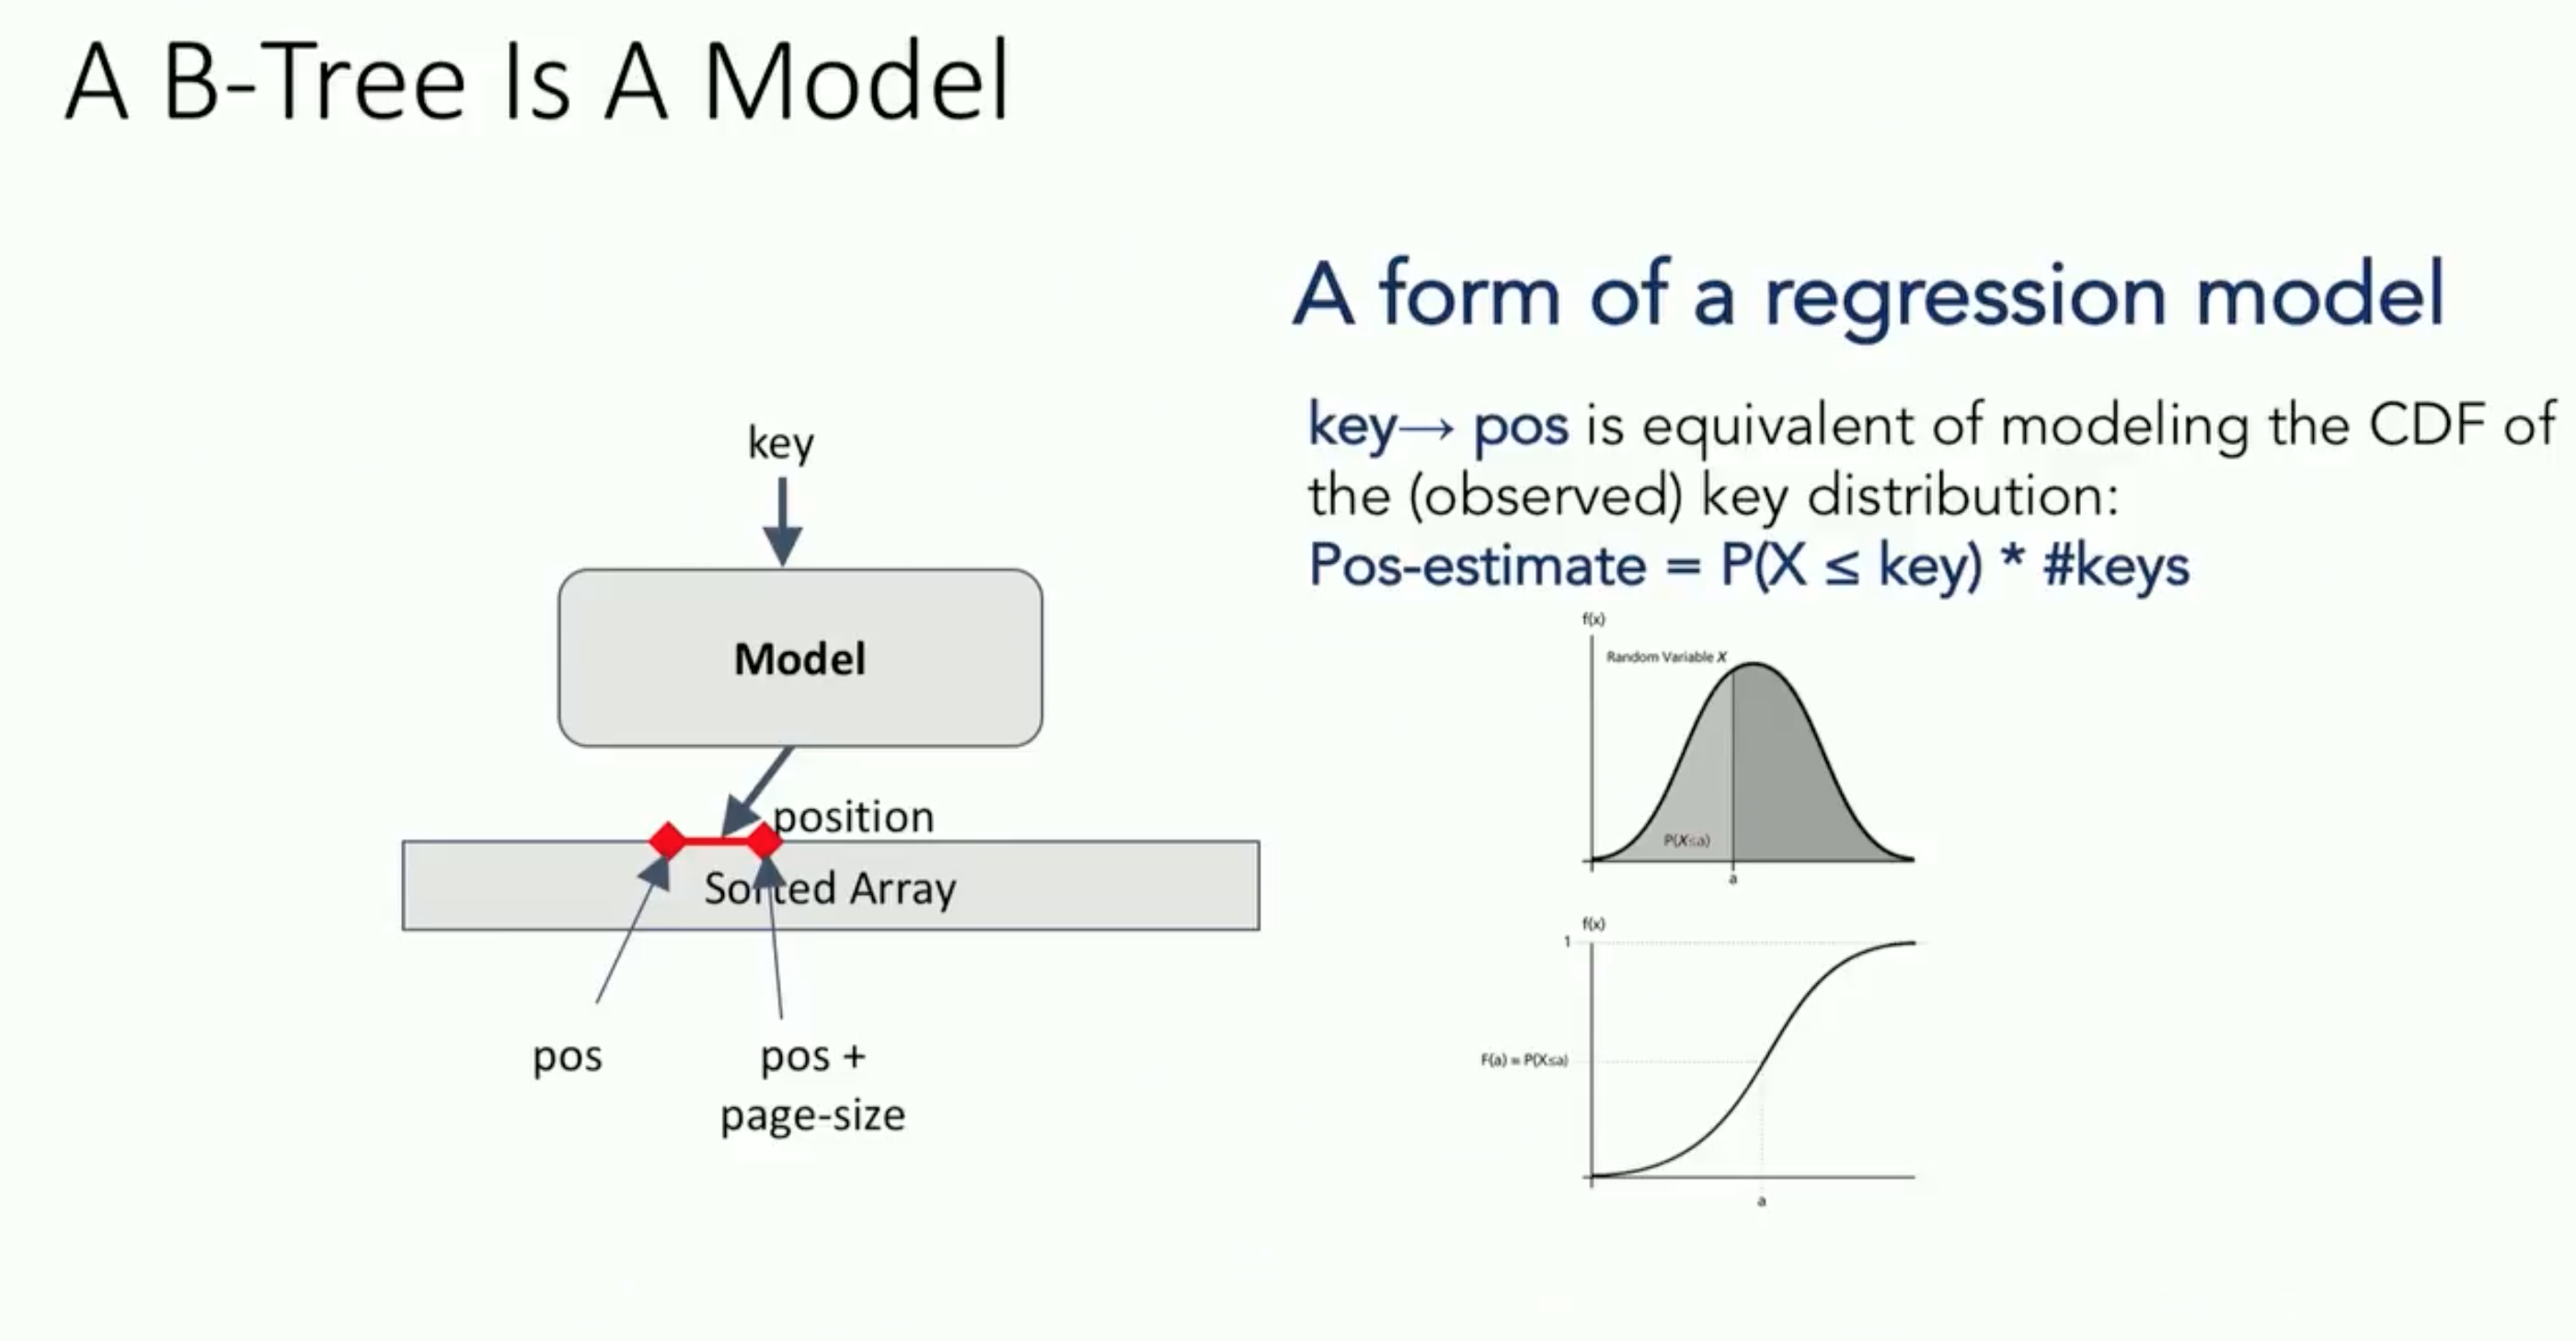 A B-Tree Is A Model
A form of a regression model
key→ pos is equivalent of modeling the CDF of
the (observed) key distribution:
Pos-estimate = P(X ≤ key) * #keys
key
Model
position
Sorted Array
pos
pos +
page-size
f(x)
Random Variable X
P(X≤a)
a
f(x)
1
F(a) = P(X≤a)
a